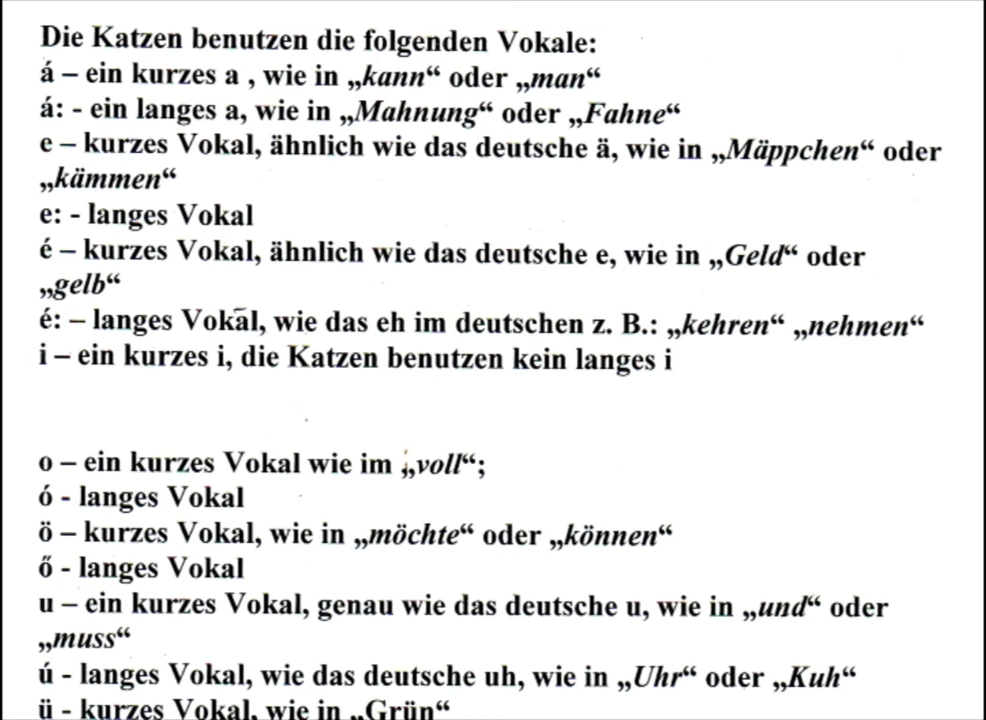 Die Katzen benutzen die folgenden Vokale:
á – ein kurzes a , wie in „kann“ oder „man“
á: - ein langes a, wie in „Mahnung“ oder „Fahne“
e – kurzes Vokal, ähnlich wie das deutsche ä, wie in „Mäppchen“ oder
„kämmen“
e: - langes Vokal
é – kurzes Vokal, ähnlich wie das deutsche e, wie in „Geld“ oder
„gelb“
é: – langes Vokal, wie das eh im deutschen z. B.: „kehren“ „nehmen“
i – ein kurzes i, die Katzen benutzen kein langes i
o – ein kurzes Vokal wie im „voll“;
ó - langes Vokal
ö – kurzes Vokal, wie in „möchte“ oder „können“
ő - langes Vokal
u – ein kurzes Vokal, genau wie das deutsche u, wie in „und“ oder
„muss“
ú - langes Vokal, wie das deutsche uh, wie in „Uhr“ oder „Kuh“
ü - kurzes Vokal, wie in „Grün“